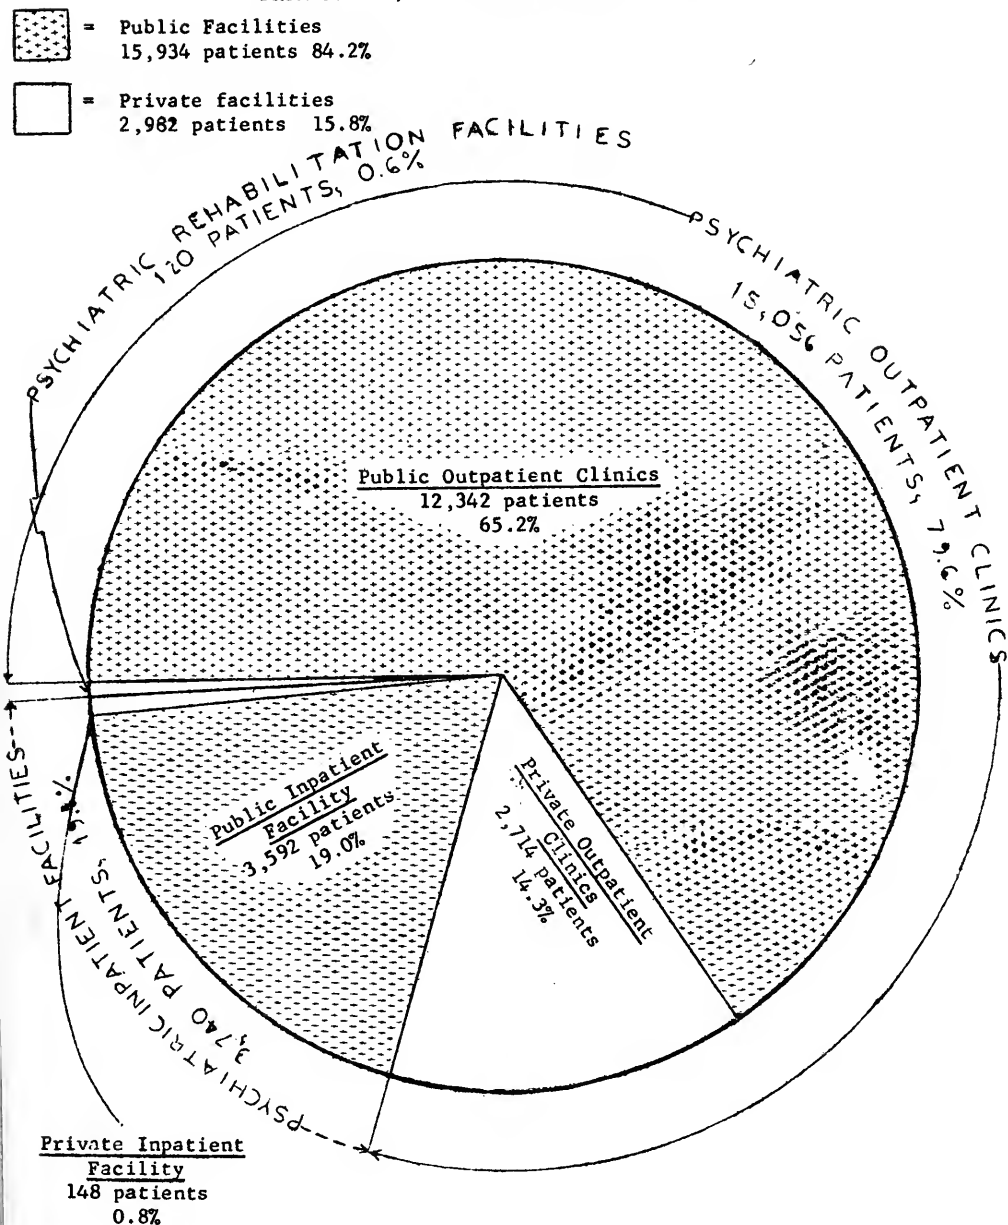 = Public Facilities
15,934 patients 84.2%
= Private facilities
2,982 patients 15.8%
PSYCHIATRIC REHABILITATION FACILITIES
120 PATIENTS, 0.6%
PSYCHIATRIC OUTPATIENT CLINICS
15,056 PATIENTS, 79.6%
Public Outpatient Clinics
12,342 patients
65.2%
Public Inpatient
Facility
3,592 patients
19.0%
Private Outpatient
Clinics
2,714 patients
14.3%
PSYCHIATRIC INPATIENT FACILITIES
3,740 PATIENTS,
Private Inpatient
Facility
148 patients
0.8%